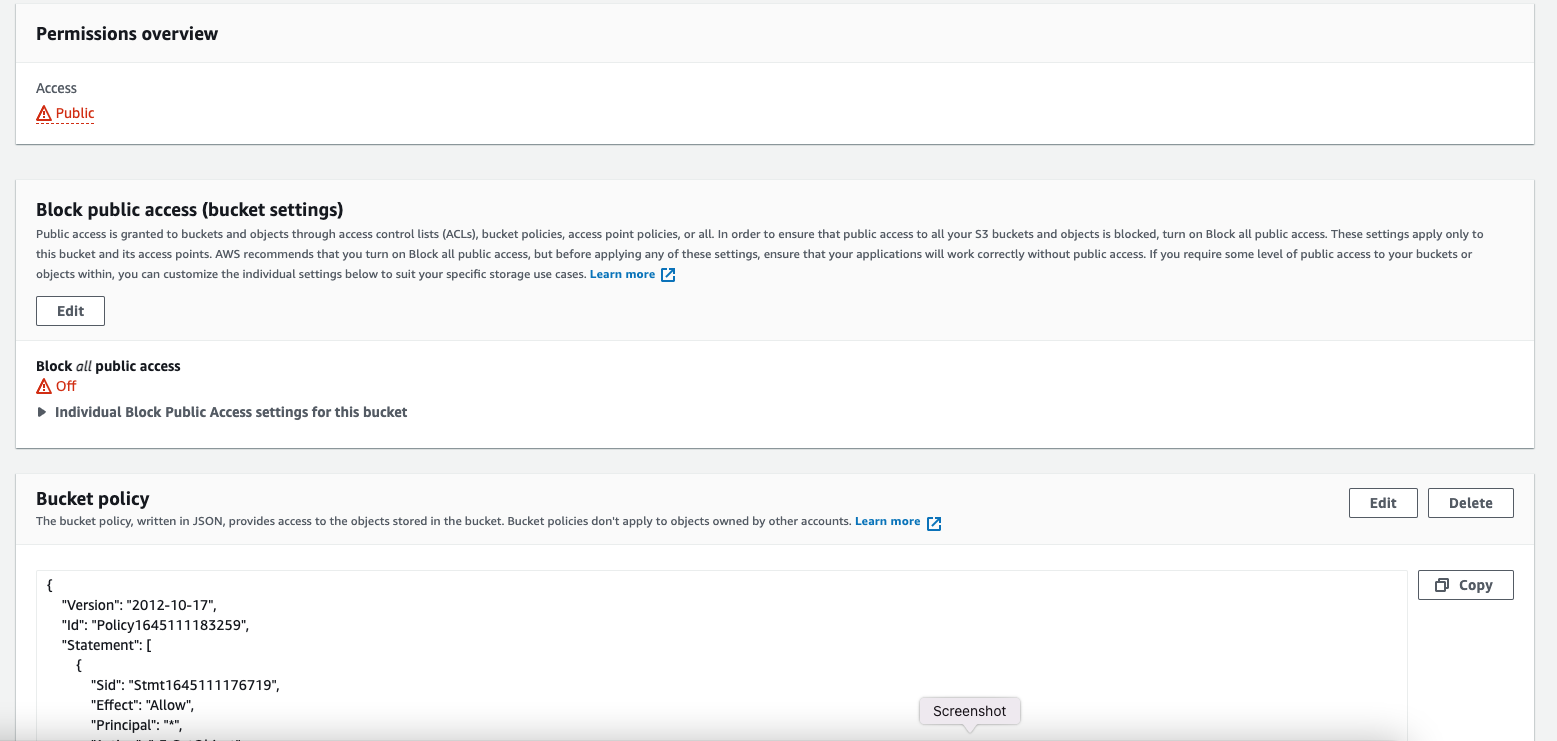 Permissions overview
Access
Public
Block public access (bucket settings)
Public access is granted to buckets and objects through access control lists (ACLs), bucket policies, access point policies, or all. In order to ensure that public access to all your S3 buckets and objects is blocked, turn on Block all public access. These settings apply only to
this bucket and its access points. AWS recommends that you turn on Block all public access, but before applying any of these settings, ensure that your applications will work correctly without public access. If you require some level of public access to your buckets or
objects within, you can customize the individual settings below to suit your specific storage use cases. Learn more
Edit
Block all public access
Off
Individual Block Public Access settings for this bucket
Bucket policy
Edit
Delete
The bucket policy, written in JSON, provides access to the objects stored in the bucket. Bucket policies don't apply to objects owned by other accounts. Learn more
Copy
{
"Version": "2012-10-17",
"Id": "Policy1645111183259",
"Statement": [
{
"Sid": "Stmt1645111176719",
"Effect": "Allow",
"Principal": "*",
Screenshot